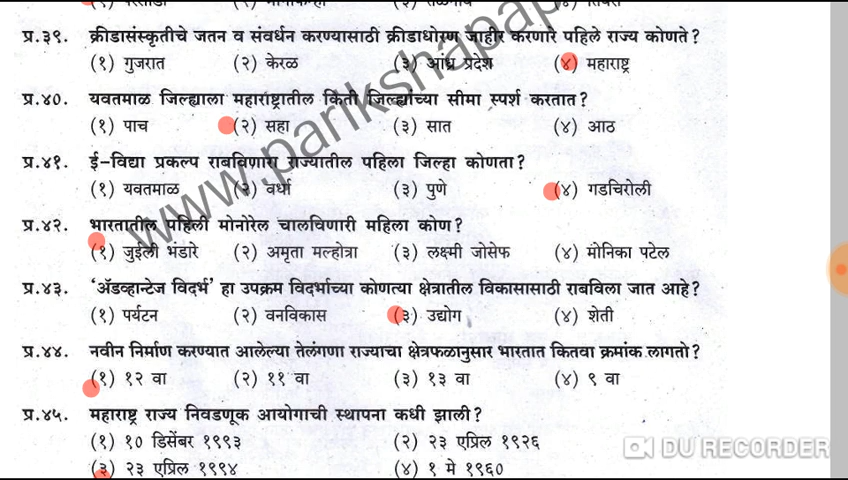 प्र.३९. क्रीडासंस्कृतीचे जतन व संवर्धन करण्यासाठी क्रीडाधोरण जाहीर करणारे पहिले राज्य कोणते?
(१) गुजरात (२) केरळ (३) आंध्र प्रदेश (४) महाराष्ट्र
प्र.४०. यवतमाळ जिल्ह्याला महाराष्ट्रातील किती जिल्ह्यांच्या सीमा स्पर्श करतात?
(१) पाच (२) सहा (३) सात (४) आठ
प्र.४१. ई-विद्या प्रकल्प राबविणारा राज्यातील पहिला जिल्हा कोणता?
(१) यवतमाळ (२) वर्धा (३) पुणे (४) गडचिरोली
प्र.४२. भारतातील पहिली मोनोरेल चालविणारी महिला कोण?
(१) जुईली भंडारे (२) अमृता मल्होत्रा (३) लक्ष्मी जोसेफ (४) मोनिका पटेल
प्र.४३. 'ॲडव्हान्टेज विदर्भ' हा उपक्रम विदर्भाच्या कोणत्या क्षेत्रातील विकासासाठी राबविला जात आहे?
(१) पर्यटन (२) वनविकास (३) उद्योग (४) शेती
प्र.४४. नवीन निर्माण करण्यात आलेल्या तेलंगणा राज्याचा क्षेत्रफळानुसार भारतात कितवा क्रमांक लागतो?
(१) १२ वा (२) ११ वा (३) १३ वा (४) ९ वा
प्र.४५. महाराष्ट्र राज्य निवडणूक आयोगाची स्थापना कधी झाली?
(१) १० डिसेंबर १९९३ (२) २३ एप्रिल १९२६
(३) २३ एप्रिल १९९४ (४) १ मे १९६०
www.parikshapap
DU RECORDER